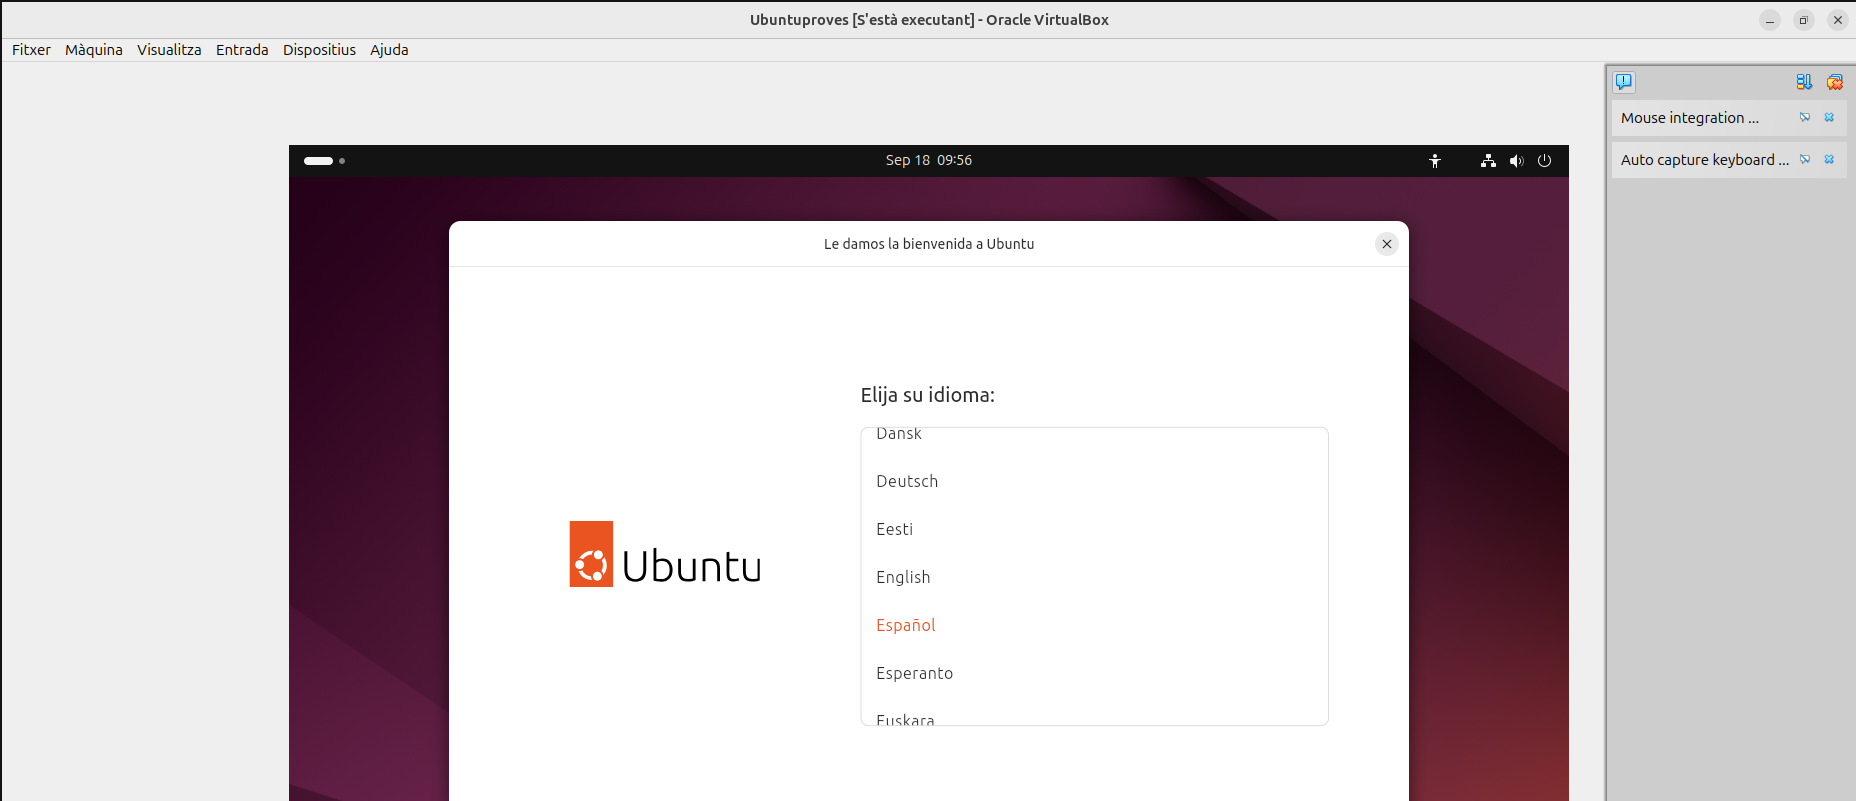 Ubuntuproves [S'està executant] - Oracle VirtualBox
Fitxer Màquina Visualitza Entrada Dispositius Ajuda
Mouse integration ...
Auto capture keyboard ...
Sep 18 09:56
Le damos la bienvenida a Ubuntu
Ubuntu
Elija su idioma:
Dansk
Deutsch
Eesti
English
Español
Esperanto
Euskara